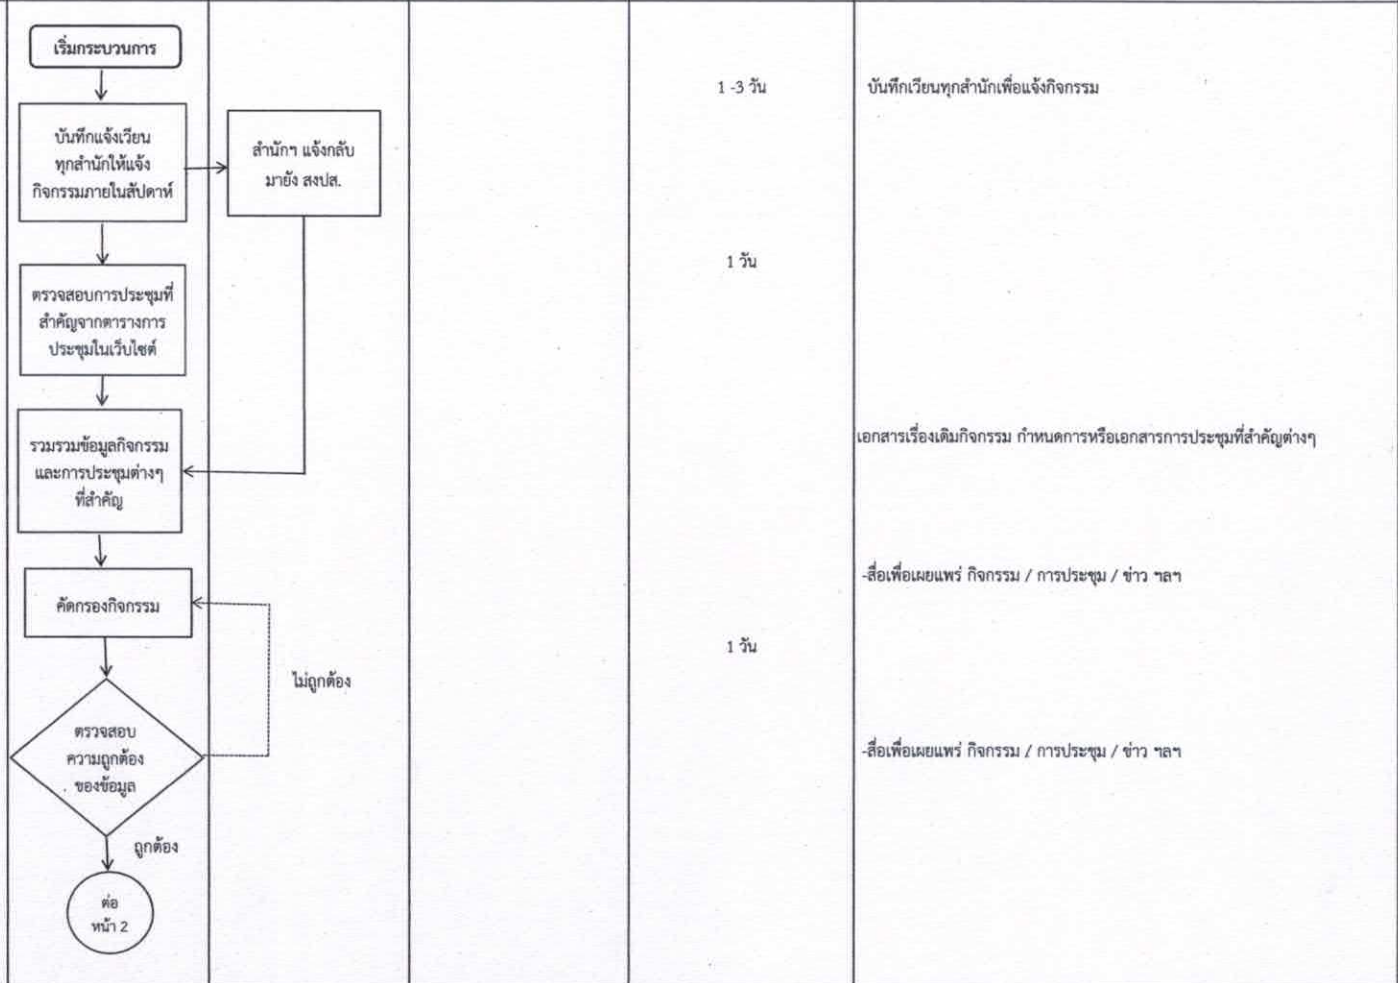 เริ่มกระบวนการ
1 -3 วัน
บันทึกเวียนทุกสำนักเพื่อแจ้งกิจกรรม
บันทึกแจ้งเวียน
ทุกสำนักให้แจ้ง
กิจกรรมภายในสัปดาห์
สำนักฯ แจ้งกลับ
มายัง สงปส.
1 วัน
ตรวจสอบการประชุมที่
สำคัญจากตารางการ
ประชุมในเว็บไซต์
รวมรวมข้อมูลกิจกรรม
และการประชุมต่างๆ
ที่สำคัญ
เอกสารเรื่องเดิมกิจกรรม กำหนดการหรือเอกสารการประชุมที่สำคัญต่างๆ
-สื่อเพื่อเผยแพร่ กิจกรรม / การประชุม / ข่าว ฯลฯ
คัดกรองกิจกรรม
1 วัน
ไม่ถูกต้อง
ตรวจสอบ
ความถูกต้อง
ของข้อมูล
-สื่อเพื่อเผยแพร่ กิจกรรม / การประชุม / ข่าว ฯลฯ
ถูกต้อง
ต่อ
หน้า 2